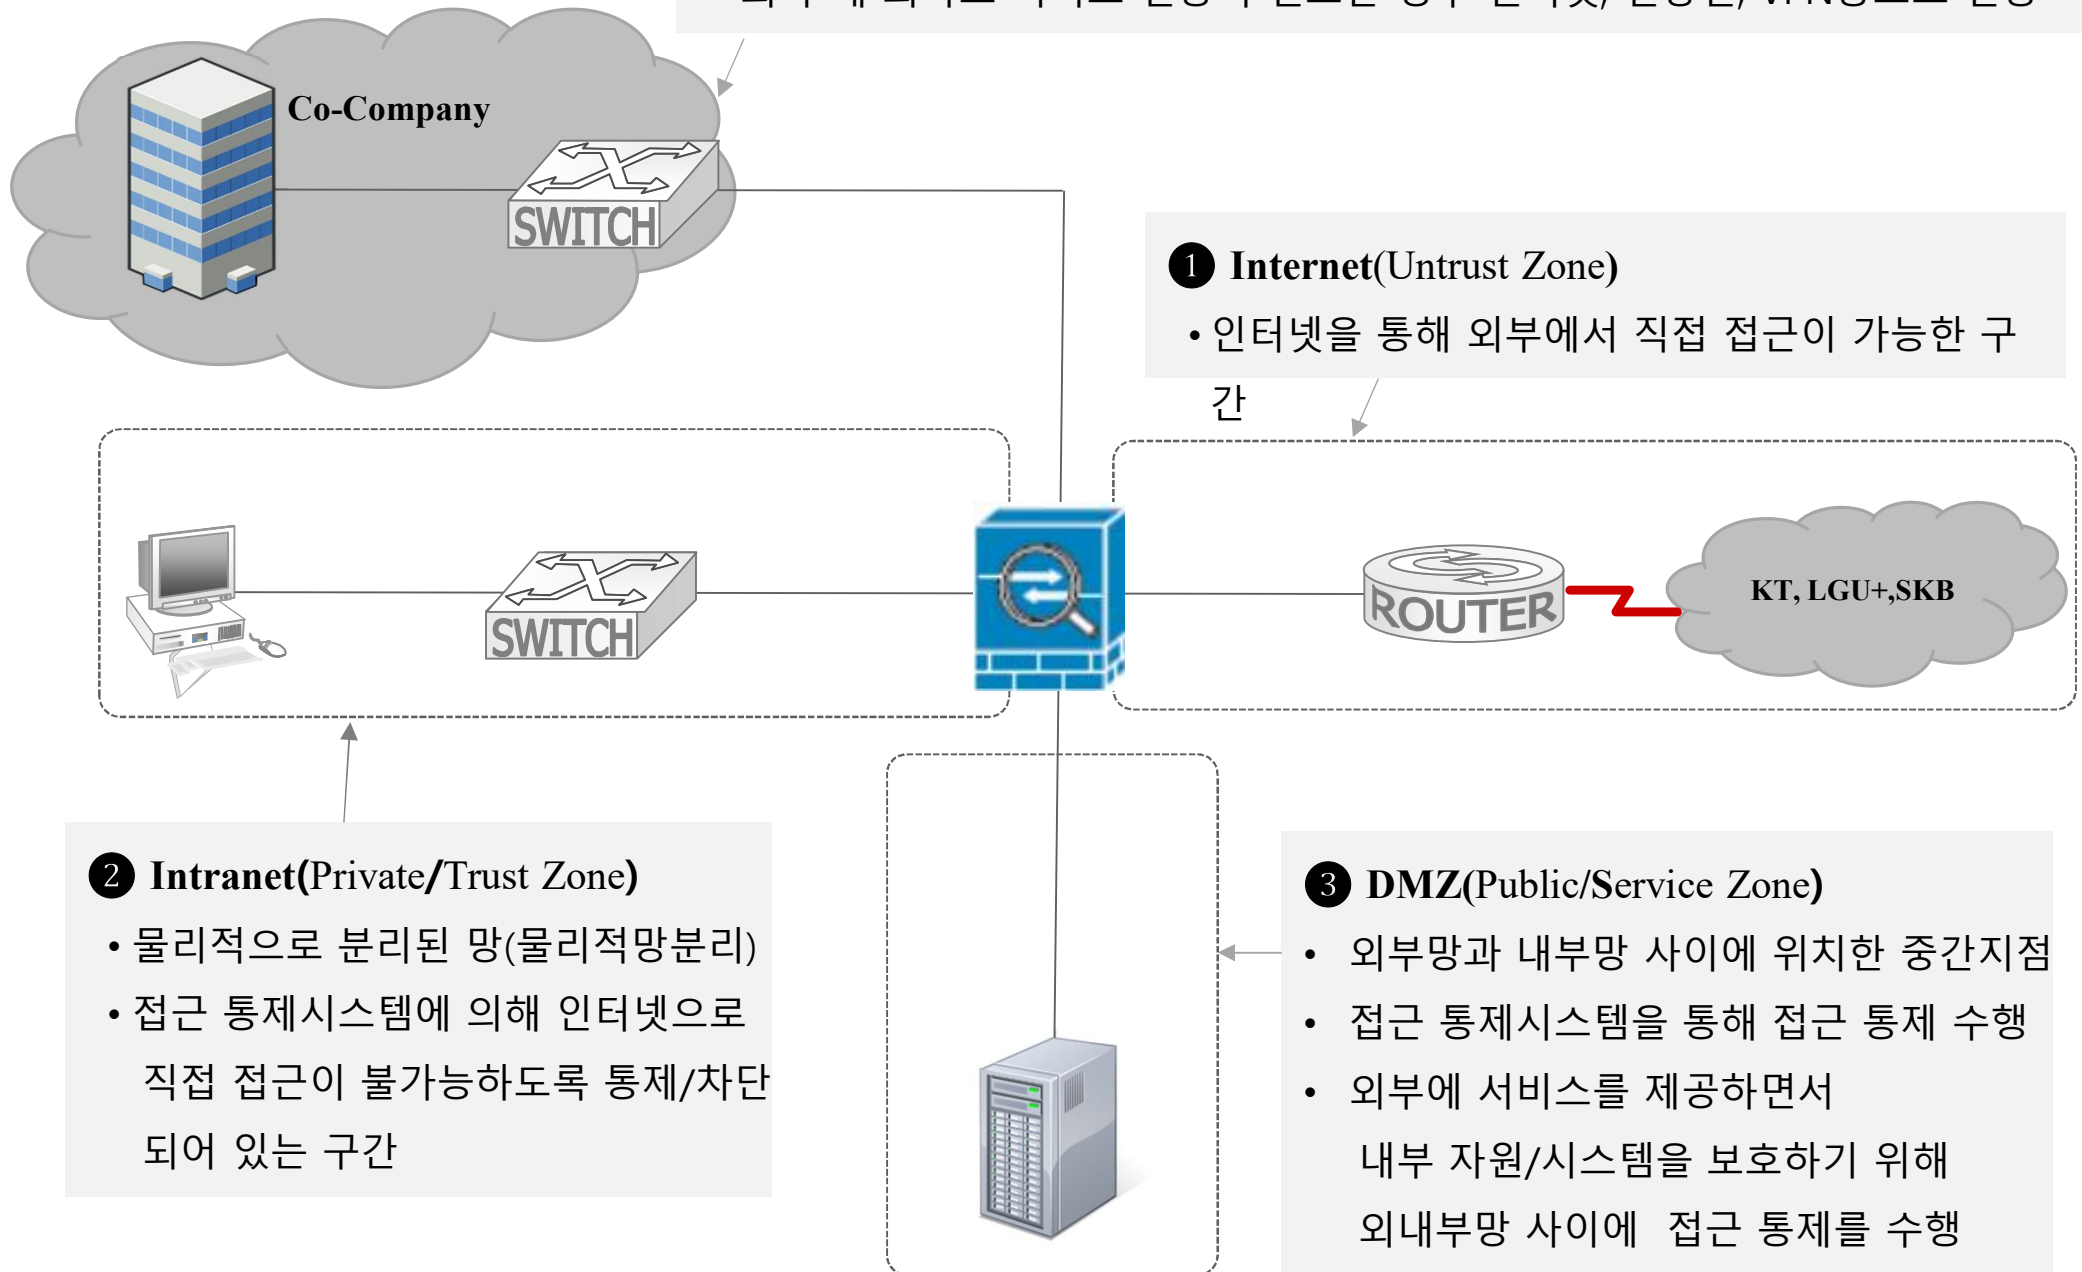 Co-Company
SWITCH
❶ Internet(Untrust Zone)
• 인터넷을 통해 외부에서 직접 접근이 가능한 구
간
SWITCH
ROUTER
KT, LGU+,SKB
❷ Intranet(Private/Trust Zone)
• 물리적으로 분리된 망(물리적망분리)
• 접근 통제시스템에 의해 인터넷으로
직접 접근이 불가능하도록 통제/차단
되어 있는 구간
❸ DMZ(Public/Service Zone)
• 외부망과 내부망 사이에 위치한 중간지점
• 접근 통제시스템을 통해 접근 통제 수행
• 외부에 서비스를 제공하면서
내부 자원/시스템을 보호하기 위해
외내부망 사이에 접근 통제를 수행